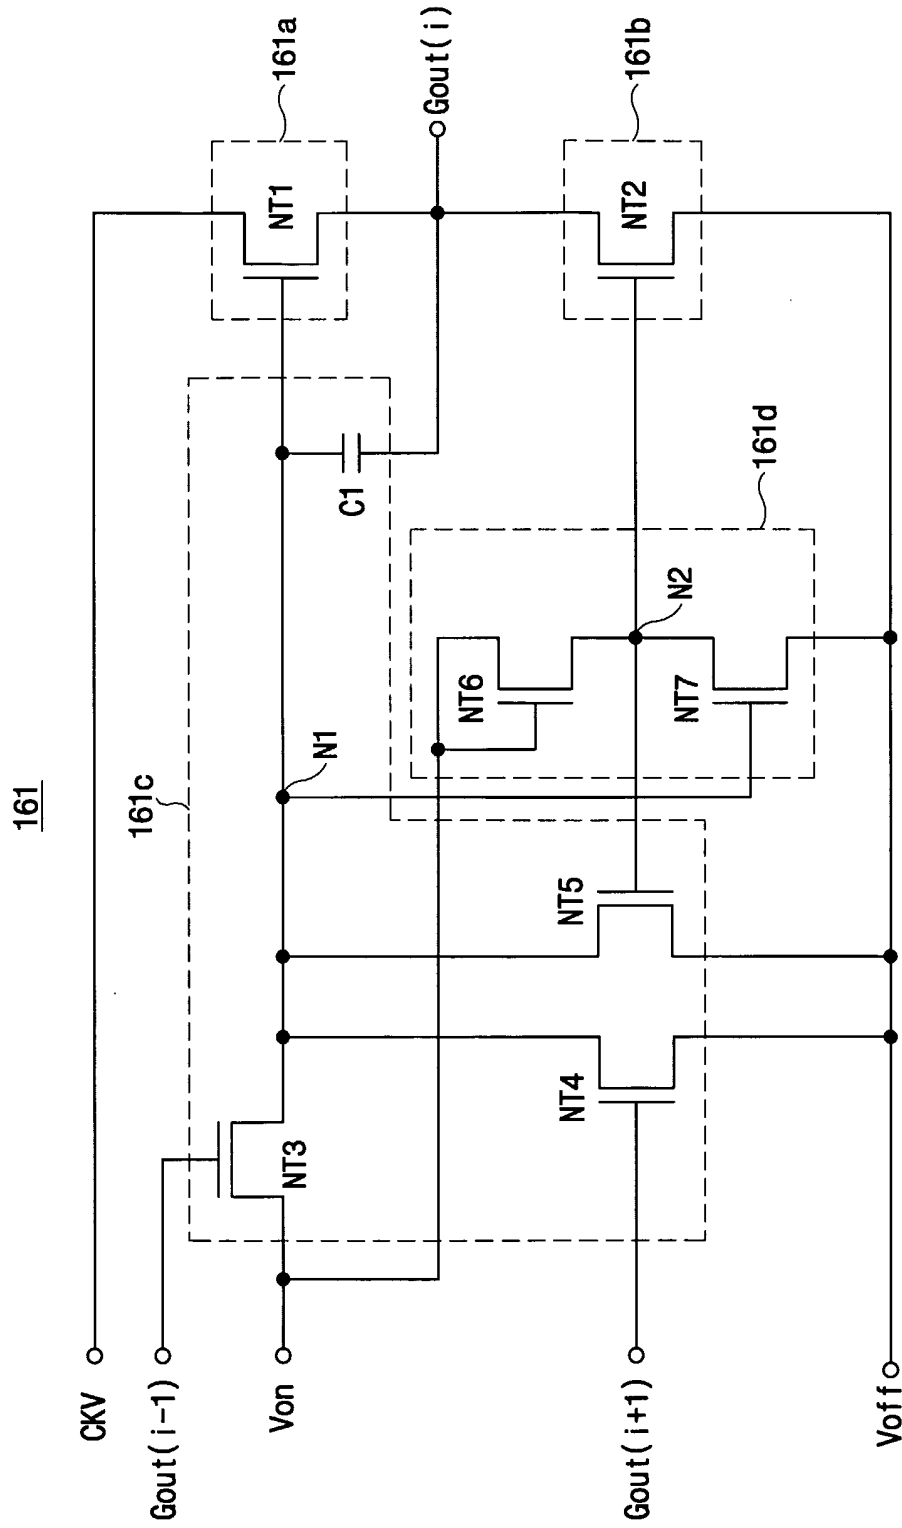 161
161a
161b
161c
161d
CKV
Gout(i-1)
Von
Gout(i+1)
Voff
Gout(i)
NT1
NT2
NT3
NT4
NT5
NT6
NT7
C1
N1
N2